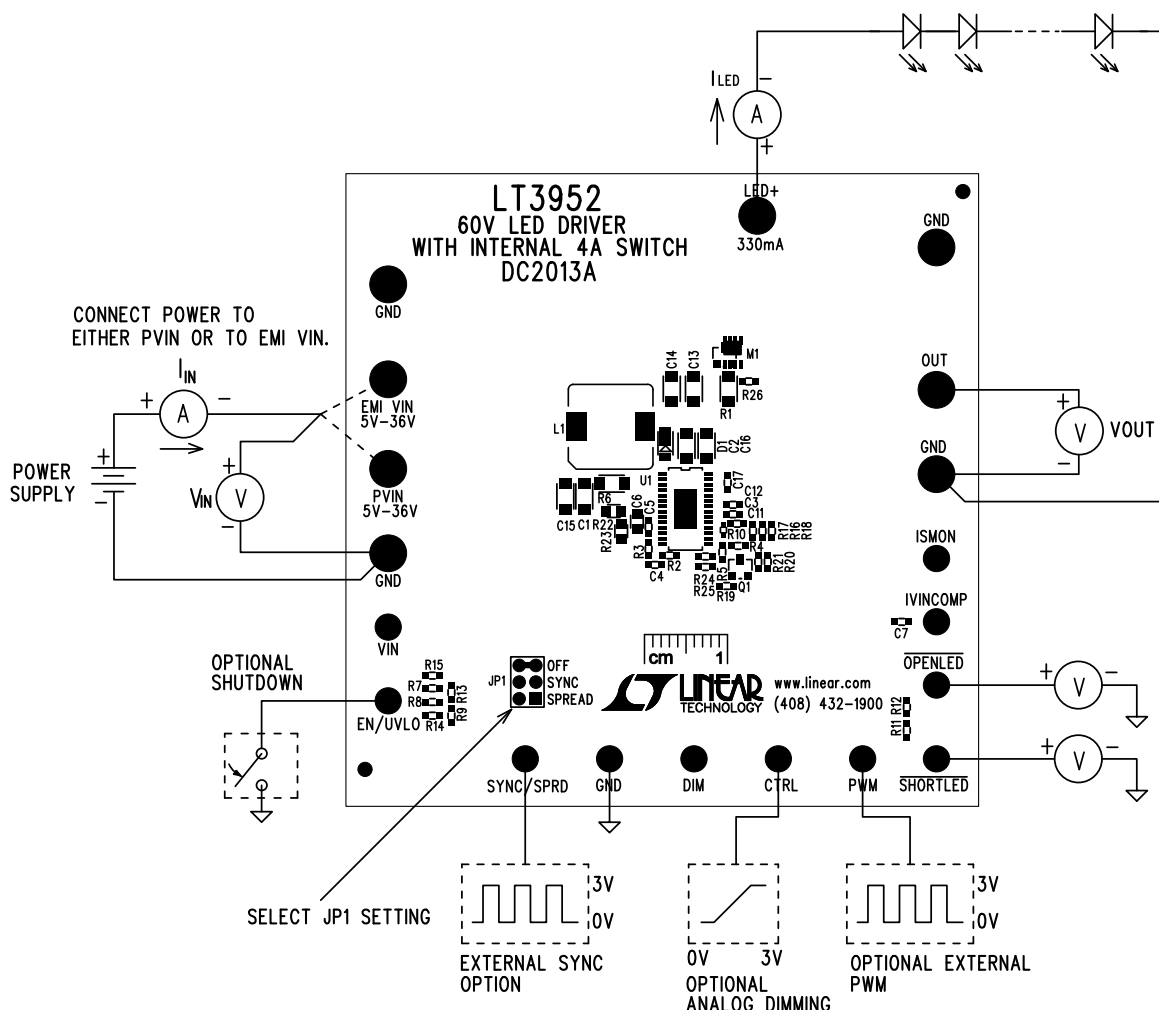 I LED
−
A
+
LT3952
60V LED DRIVER
WITH INTERNAL 4A SWITCH
DC2013A
LED+
330mA
GND
GND
CONNECT POWER TO
EITHER PVIN OR TO EMI VIN.
IIN
+ A −
EMI VIN
5V-36V
POWER
SUPPLY
+
−
VIN
+
V
−
PVIN
5V-36V
GND
VIN
OUT
GND
+
V
−
VOUT
ISMON
IVINCOMP
C7
OPENLED
+ V
R12
R11
SHORTLED
+ V
C14
C13
M1
R26
R1
L1
D1
C2
C16
U1
C17
R6
C15
C1
R22
R23
C6
C5
R3
C4
R2
C12
C3
C11
R10
R17
R16
R18
R4
R5
R21
R20
R24
R25
R19
Q1
cm 1
LINEAR
TECHNOLOGY
www.linear.com
(408) 432-1900
OPTIONAL
SHUTDOWN
EN/UVLO
R15
R7
R8
R14
R13
R9
JP1
OFF
SYNC
SPREAD
SYNC/SPRD
GND
DIM
CTRL
PWM
SELECT JP1 SETTING
3V
0V
EXTERNAL SYNC
OPTION
0V 3V
OPTIONAL
ANALOG DIMMING
3V
0V
OPTIONAL EXTERNAL
PWM